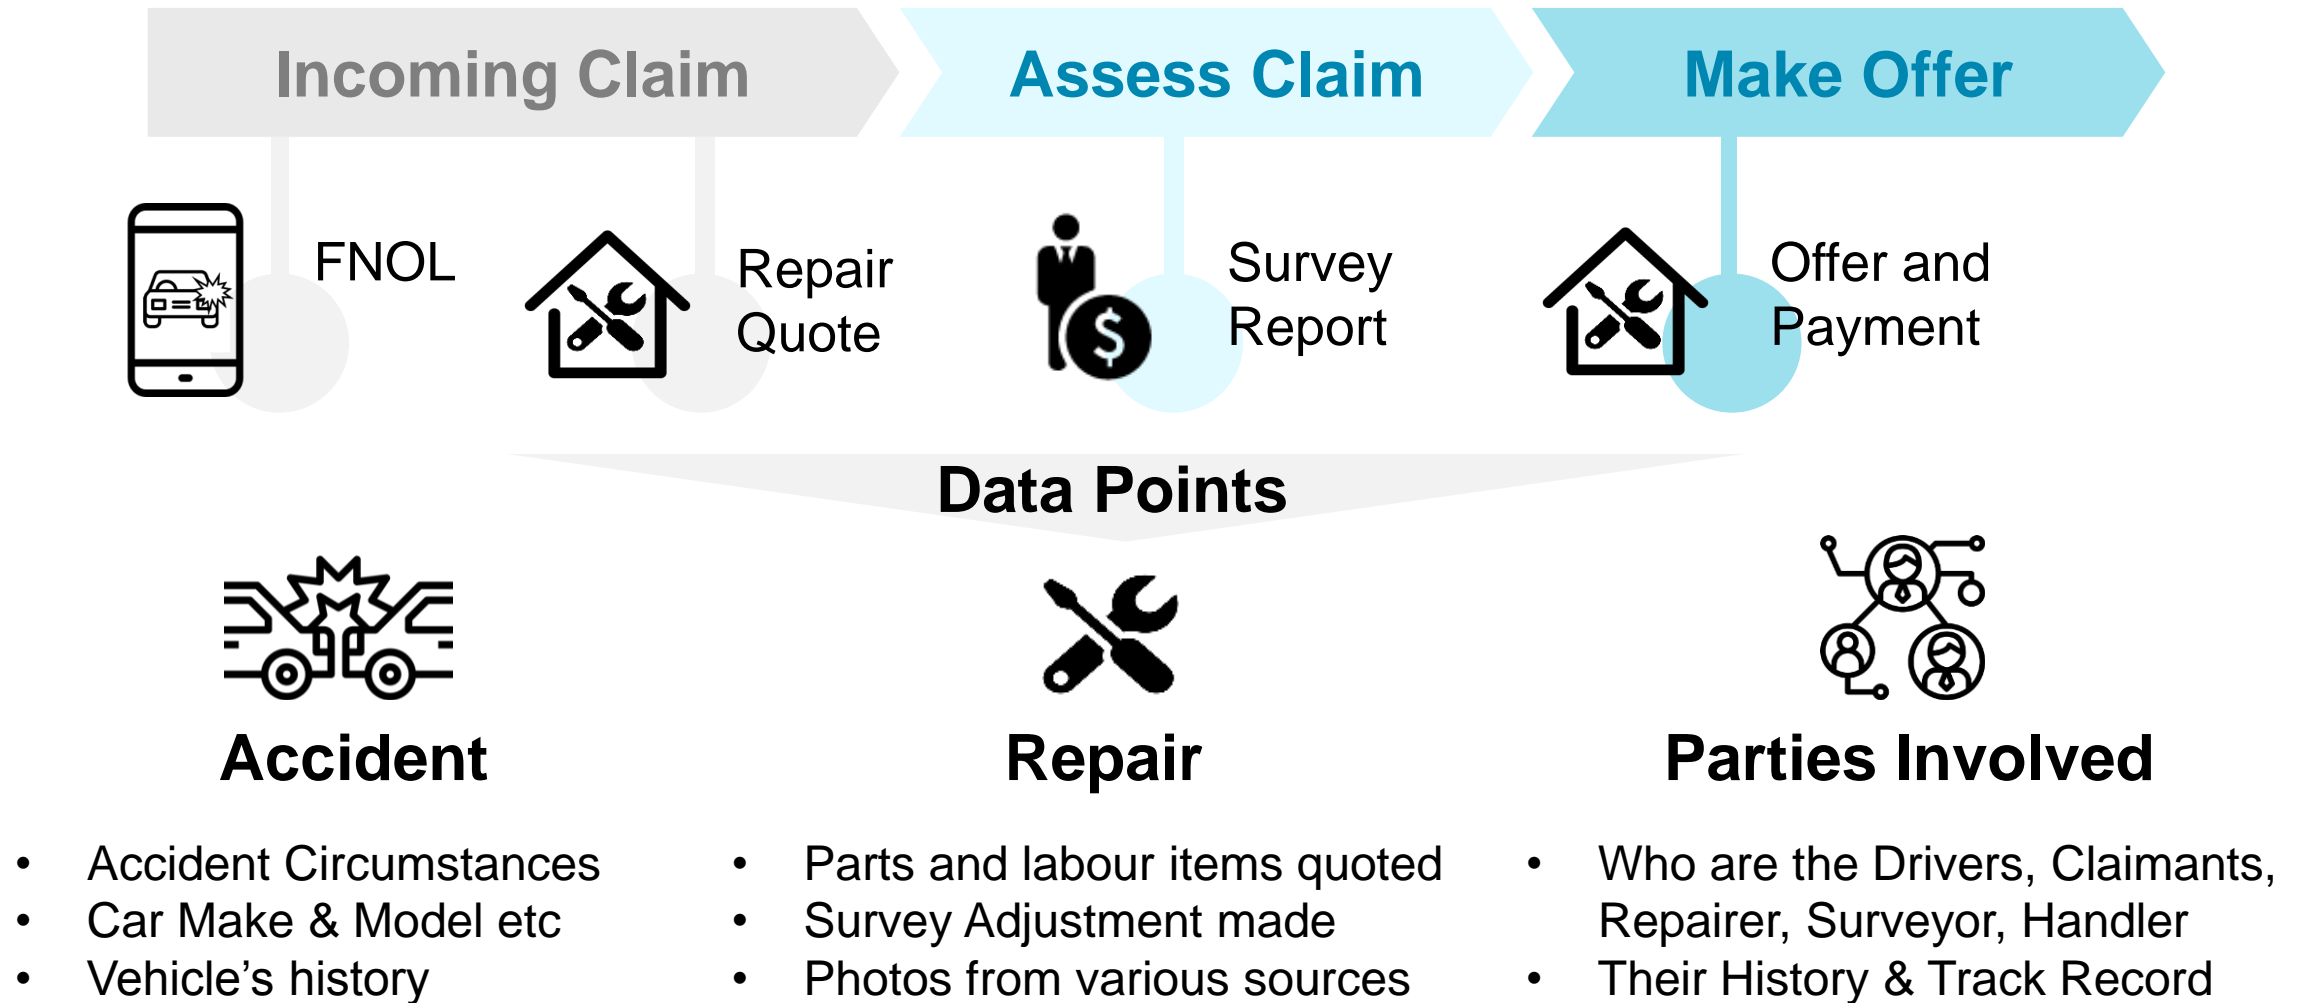 Incoming Claim
Assess Claim
Make Offer
FNOL
Repair
Quote
Survey
Report
Offer and
Payment
$
Data Points
Accident
• Accident Circumstances
• Car Make & Model etc
• Vehicle’s history
Repair
• Parts and labour items quoted
• Survey Adjustment made
• Photos from various sources
Parties Involved
• Who are the Drivers, Claimants,
Repairer, Surveyor, Handler
• Their History & Track Record